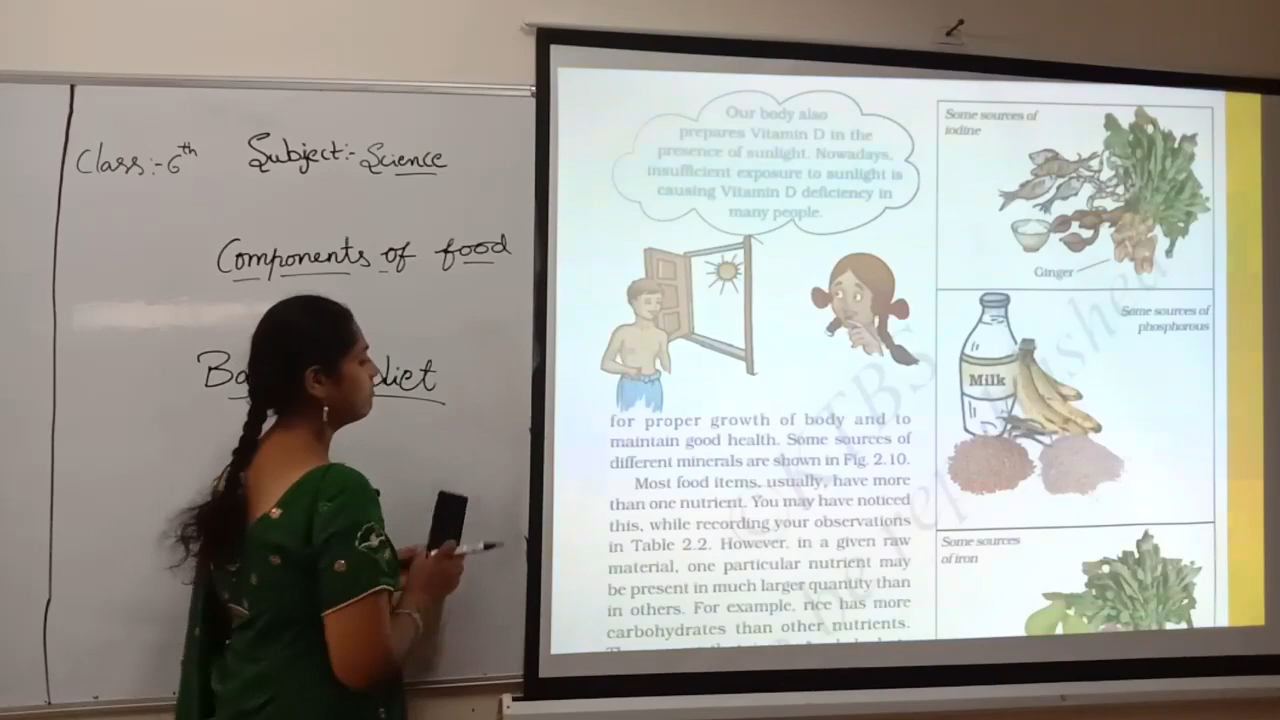 Class:- 6th Subject:- Science
Components of food
diet
Our body also
prepares Vitamin D in the
presence of sunlight. Nowadays,
insufficient exposure to sunlight is
causing Vitamin D deficiency in
many people.
for proper growth of body and to
maintain good health. Some sources of
different minerals are shown in Fig. 2.10.
Most food items, usually, have more
than one nutrient. You may have noticed
this, while recording your observations
in Table 2.2. However, in a given raw
material, one particular nutrient may
be present in much larger quantity than
in others. For example, rice has more
carbohydrates than other nutrients.
Some sources of
iodine
Ginger
Some sources of
phosphorous
Milk
Some sources
of iron
©KTBS
be republished